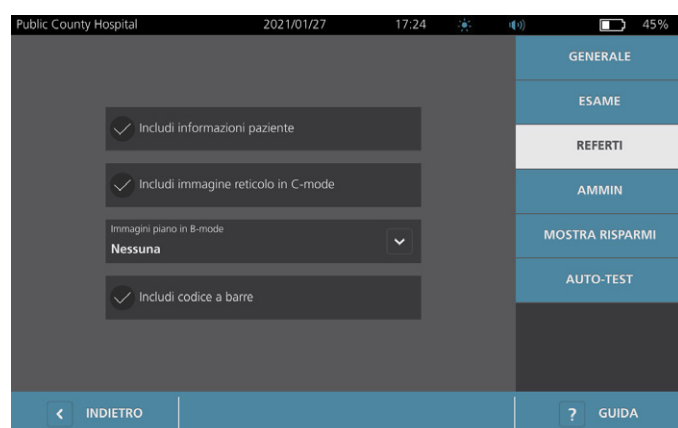 Public County Hospital 2021/01/27 17:24 45%
GENERALE
ESAME
REFERTI
AMMIN
MOSTRA RISPARMI
AUTO-TEST
Includi informazioni paziente
Includi immagine reticolo in C-mode
Immagini piano in B-mode
Nessuna
Includi codice a barre
INDIETRO
? GUIDA